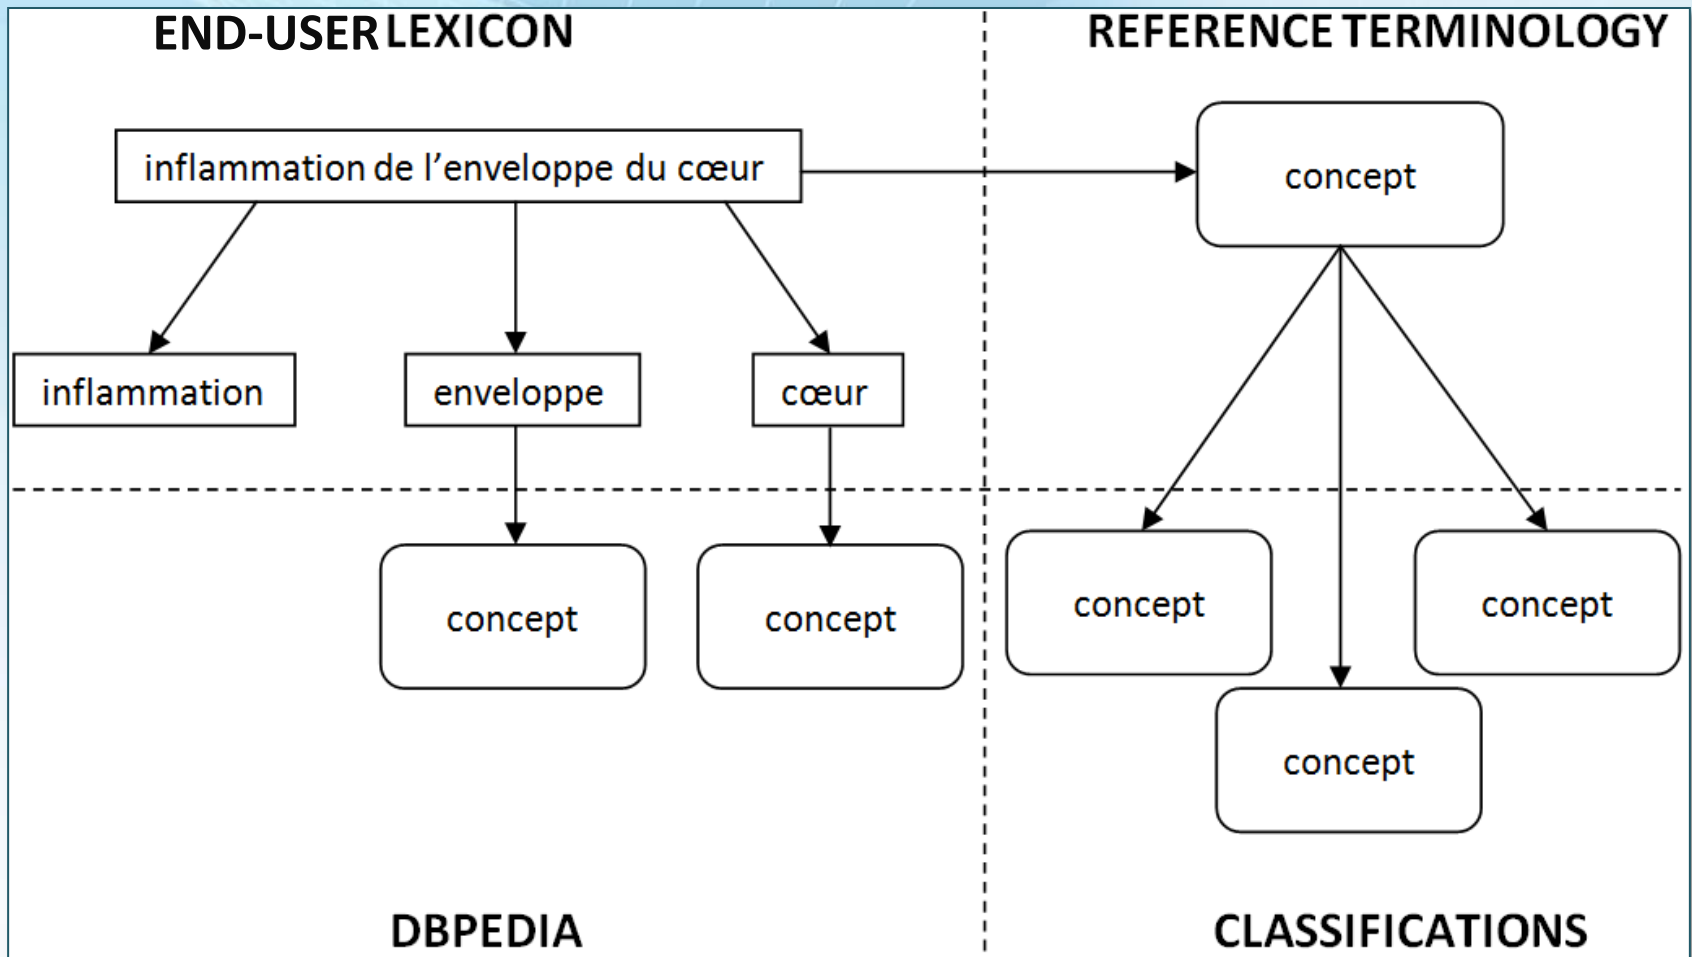 END-USER LEXICON
REFERENCE TERMINOLOGY
inflammation de l’enveloppe du cœur
concept
inflammation
enveloppe
cœur
concept
concept
concept
concept
concept
DBPEDIA
CLASSIFICATIONS